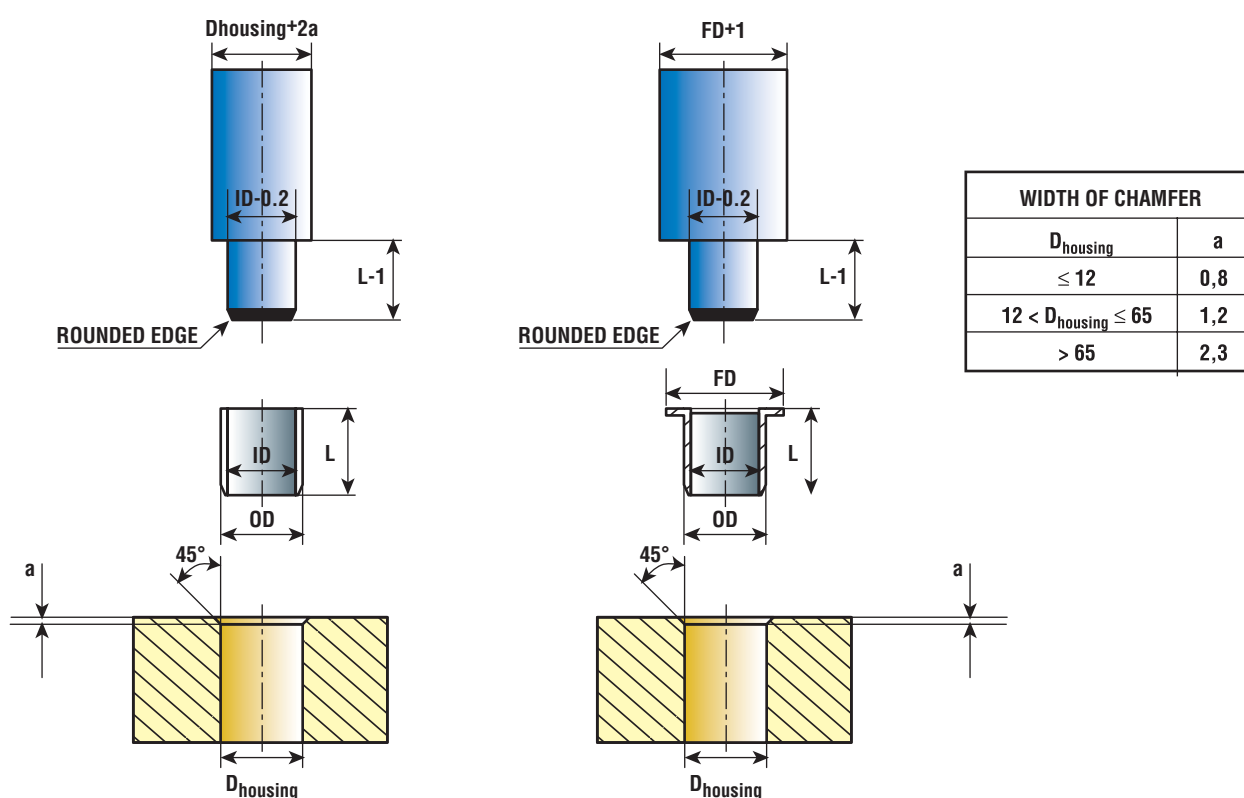 Dhousing+2a
FD+1
ID-0.2
ID-0.2
L-1
L-1
ROUNDED EDGE
ROUNDED EDGE
WIDTH OF CHAMFER
Dhousing a
≤ 12 0,8
12 < Dhousing ≤ 65 1,2
> 65 2,3
FD
ID
L
ID
L
OD
OD
45°
45°
a
a
Dhousing
Dhousing